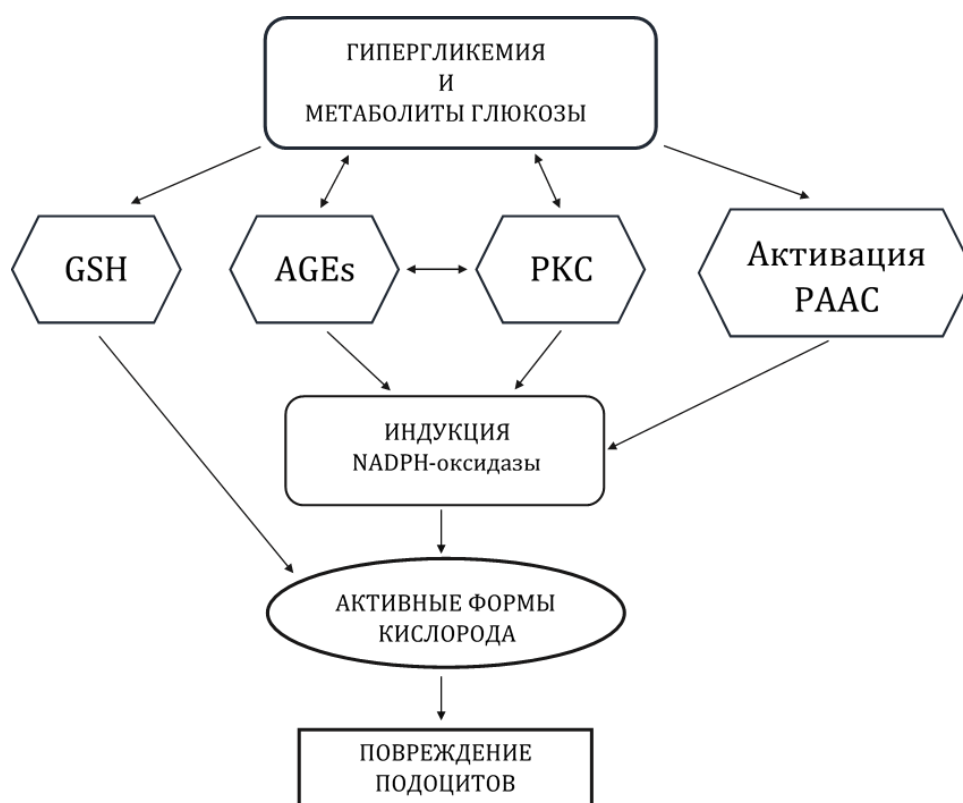 ГИПЕРГЛИКЕМИЯ
И
МЕТАБОЛИТЫ ГЛЮКОЗЫ
GSH
AGEs
PKC
Активация
РААС
ИНДУКЦИЯ
NADPH-оксидазы
АКТИВНЫЕ ФОРМЫ
КИСЛОРОДА
ПОВРЕЖДЕНИЕ
ПОДОЦИТОВ